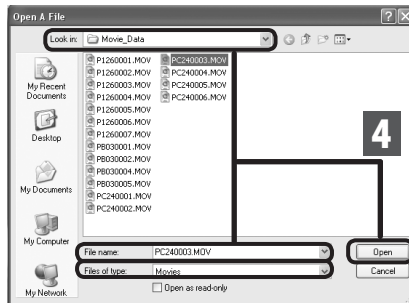 Open A File
Look in: Movie_Data
My Recent
Documents
Desktop
My Documents
My Computer
My Network
P1260001.MOV
P1260002.MOV
P1260003.MOV
P1260004.MOV
P1260005.MOV
P1260006.MOV
P1260007.MOV
PB030001.MOV
PB030002.MOV
PB030004.MOV
PB030005.MOV
PC240001.MOV
PC240002.MOV
PC240003.MOV
PC240004.MOV
PC240005.MOV
PC240006.MOV
4
File name: PC240003.MOV
Open
Files of type: Movies
Cancel
Open as read-only